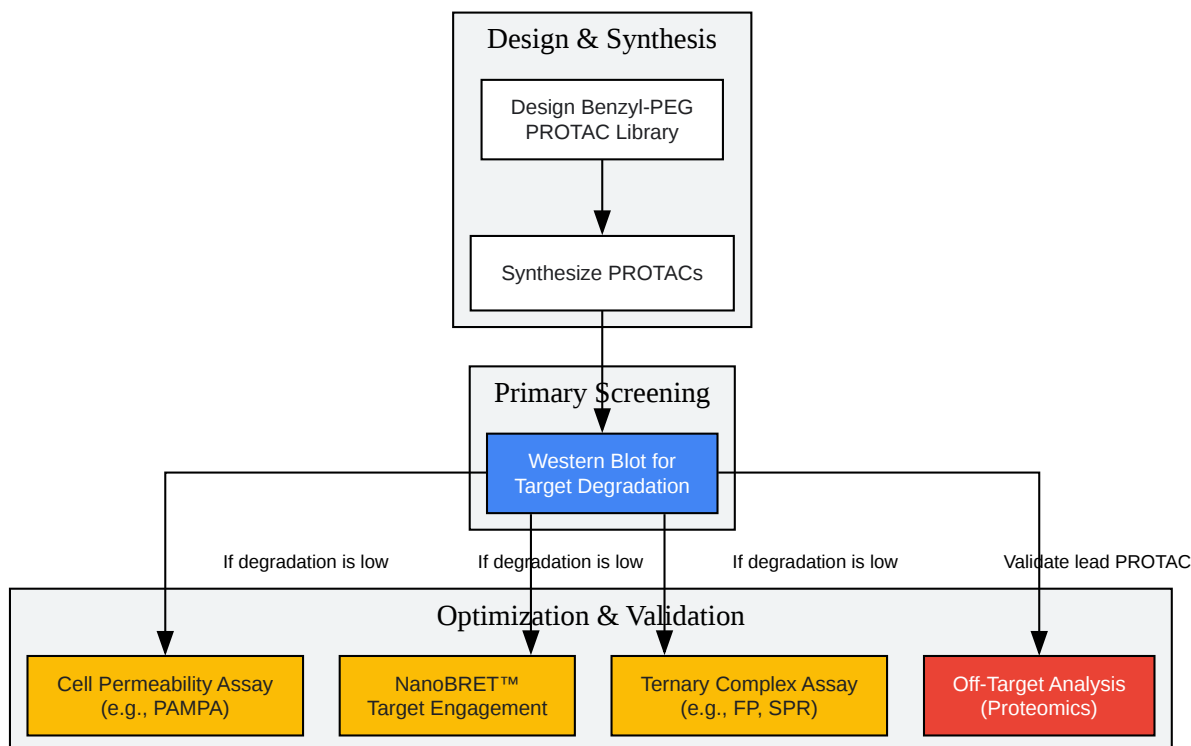 Design & Synthesis
Design Benzyl-PEG
PROTAC Library
Synthesize PROTACs
Primary Screening
Western Blot for
Target Degradation
If degradation is low
If degradation is low
If degradation is low
Validate lead PROTAC
Optimization & Validation
Cell Permeability Assay
(e.g., PAMPA)
NanoBRET™
Target Engagement
Ternary Complex Assay
(e.g., FP, SPR)
Off-Target Analysis
(Proteomics)